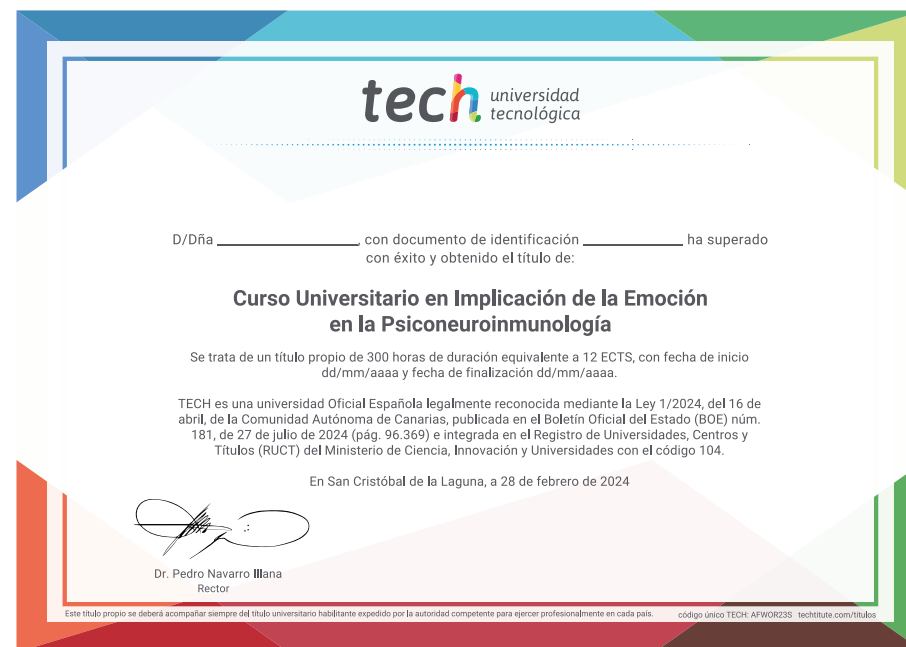 tech universidad
tecnológica
D/Dña ____________________, con documento de identificación ______________ ha superado
con éxito y obtenido el título de:
Curso Universitario en Implicación de la Emoción
en la Psiconeuroinmunología
Se trata de un título propio de 300 horas de duración equivalente a 12 ECTS, con fecha de inicio
dd/mm/aaaa y fecha de finalización dd/mm/aaaa.
TECH es una universidad Oficial Española legalmente reconocida mediante la Ley 1/2024, del 16 de
abril, de la Comunidad Autónoma de Canarias, publicada en el Boletín Oficial del Estado (BOE) núm.
181, de 27 de julio de 2024 (pág. 96.369) e integrada en el Registro de Universidades, Centros y
Títulos (RUCT) del Ministerio de Ciencia, Innovación y Universidades con el código 104.
En San Cristóbal de la Laguna, a 28 de febrero de 2024
Dr. Pedro Navarro Illana
Rector
Este título propio se deberá acompañar siempre del título universitario habilitante expedido por la autoridad competente para ejercer profesionalmente en cada país. código único TECH: AFWOR23S techtitute.com/titulos